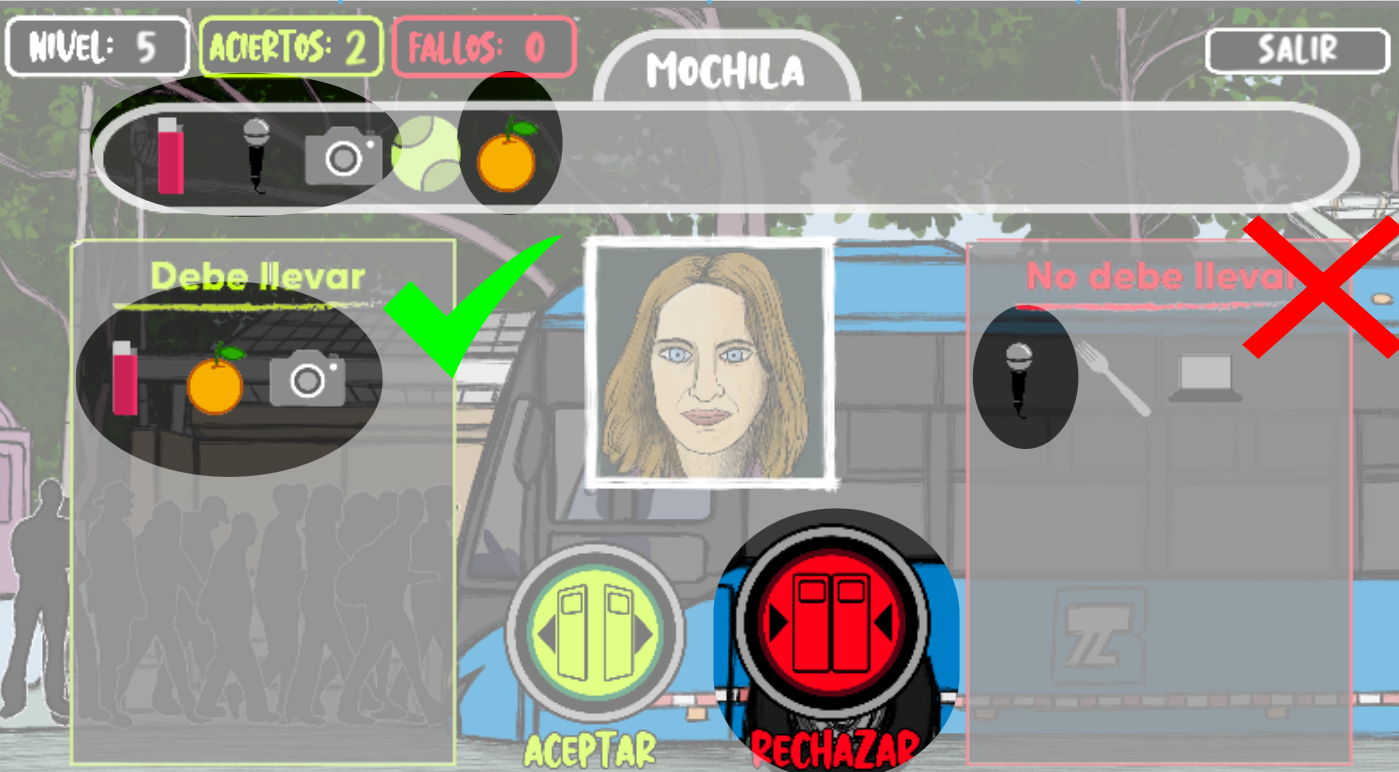 NIVEL: 5
ACIERTOS: 2
FALLOS: 0
MOCHILA
SALIR
Debe llevar
No debe llevar
ACEPTAR
RECHAZAR